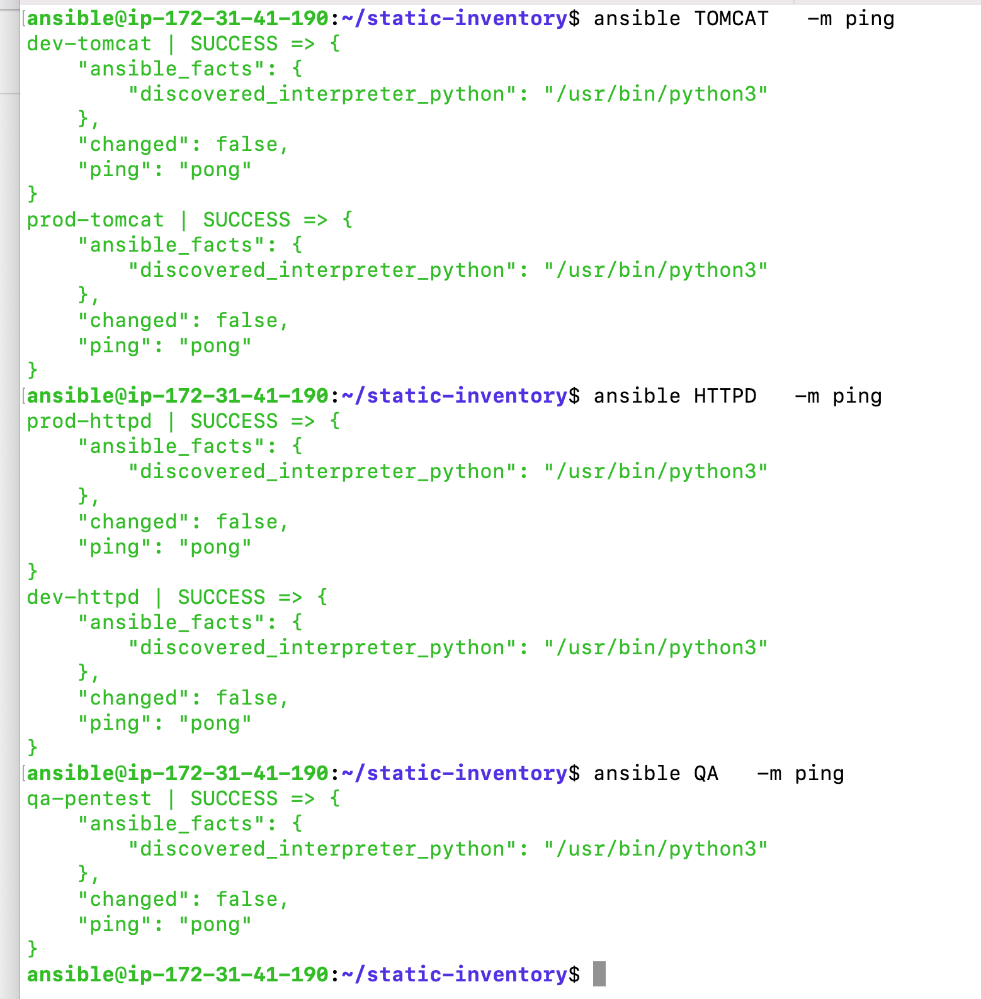 ansible@ip-172-31-41-190:~/static-inventory$ ansible TOMCAT   -m ping
dev-tomcat | SUCCESS => {
    "ansible_facts": {
        "discovered_interpreter_python": "/usr/bin/python3"
    },
    "changed": false,
    "ping": "pong"
}
prod-tomcat | SUCCESS => {
    "ansible_facts": {
        "discovered_interpreter_python": "/usr/bin/python3"
    },
    "changed": false,
    "ping": "pong"
}
ansible@ip-172-31-41-190:~/static-inventory$ ansible HTTPD   -m ping
prod-httpd | SUCCESS => {
    "ansible_facts": {
        "discovered_interpreter_python": "/usr/bin/python3"
    },
    "changed": false,
    "ping": "pong"
}
dev-httpd | SUCCESS => {
    "ansible_facts": {
        "discovered_interpreter_python": "/usr/bin/python3"
    },
    "changed": false,
    "ping": "pong"
}
ansible@ip-172-31-41-190:~/static-inventory$ ansible QA   -m ping
qa-pentest | SUCCESS => {
    "ansible_facts": {
        "discovered_interpreter_python": "/usr/bin/python3"
    },
    "changed": false,
    "ping": "pong"
}
ansible@ip-172-31-41-190:~/static-inventory$